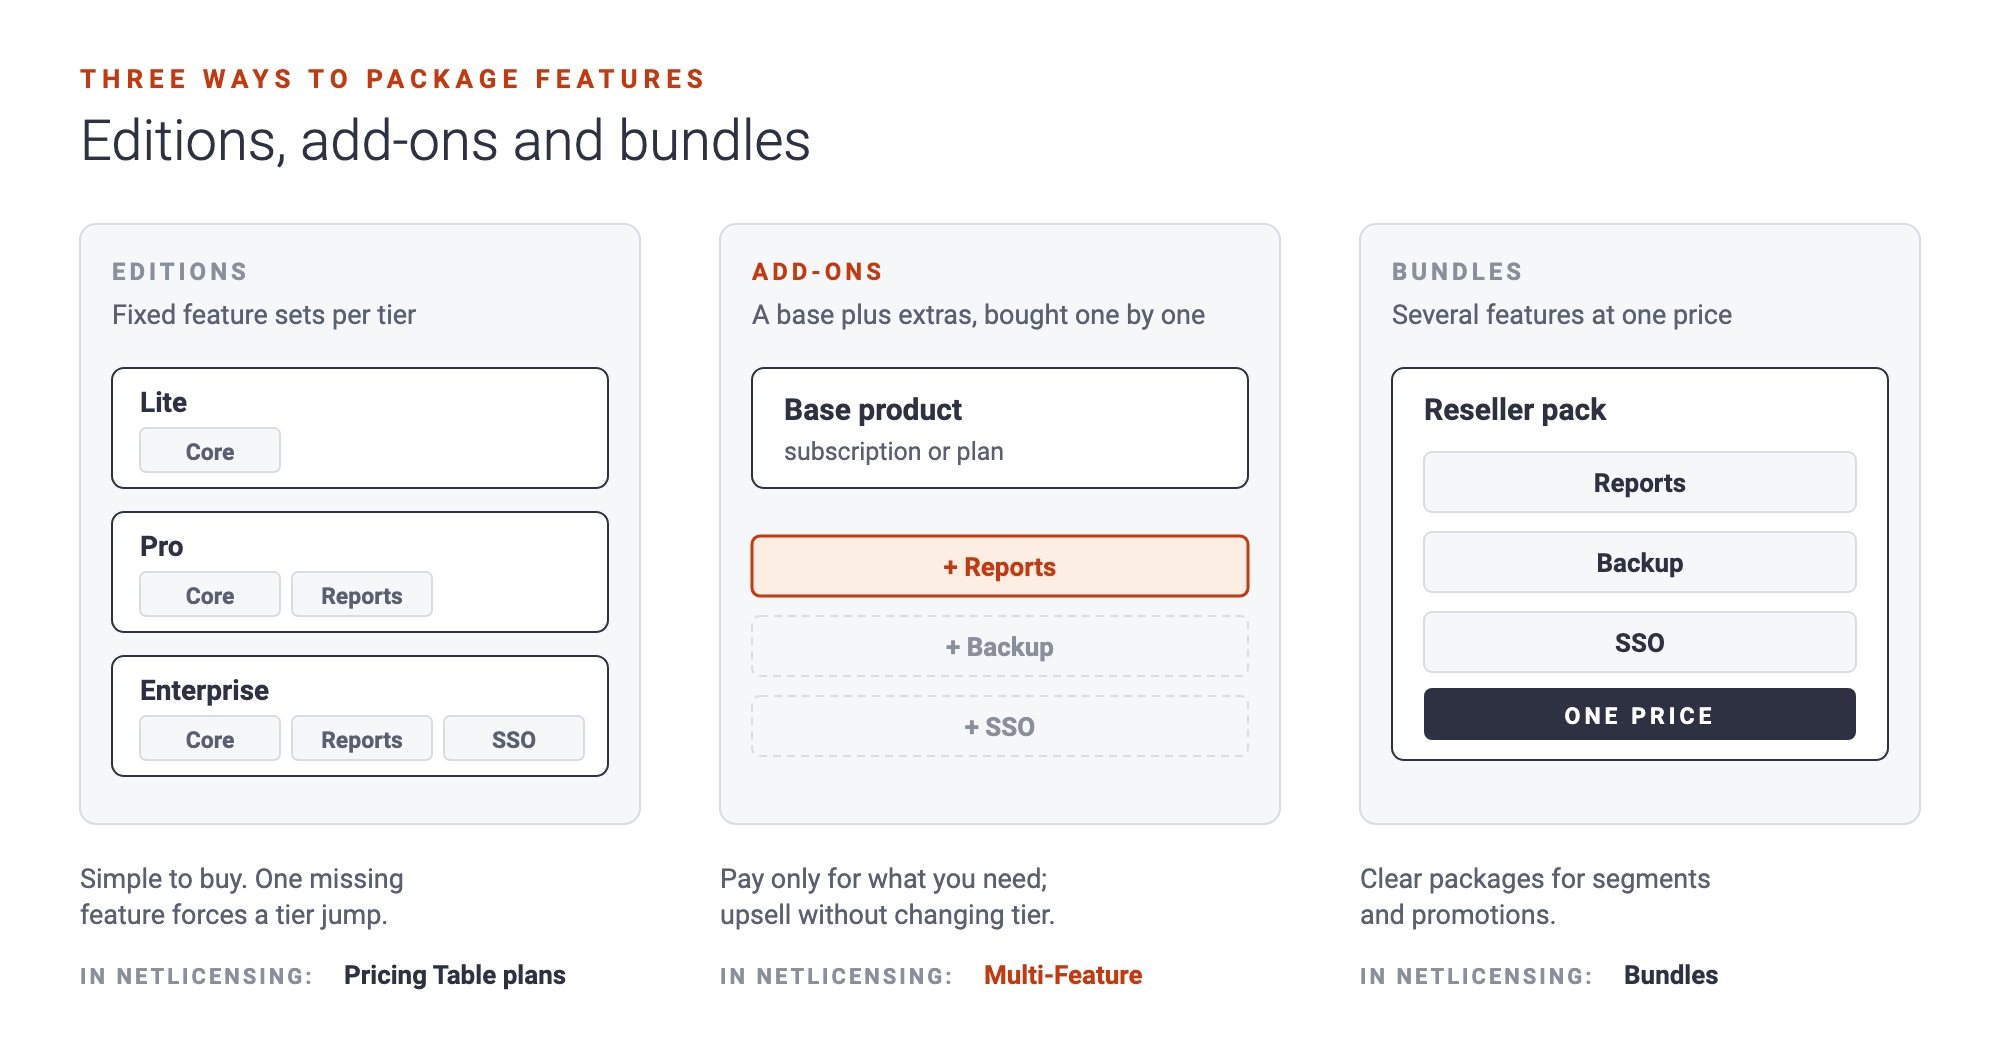 THREE WAYS TO PACKAGE FEATURES
Editions, add-ons and bundles
EDITIONS
Fixed feature sets per tier
Lite
Core
Pro
Core Reports
Enterprise
Core Reports SSO
Simple to buy. One missing
feature forces a tier jump.
IN NETLICENSING: Pricing Table plans
ADD-ONS
A base plus extras, bought one by one
Base product
subscription or plan
+ Reports
+ Backup
+ SSO
Pay only for what you need;
upsell without changing tier.
IN NETLICENSING: Multi-Feature
BUNDLES
Several features at one price
Reseller pack
Reports
Backup
SSO
ONE PRICE
Clear packages for segments
and promotions.
IN NETLICENSING: Bundles